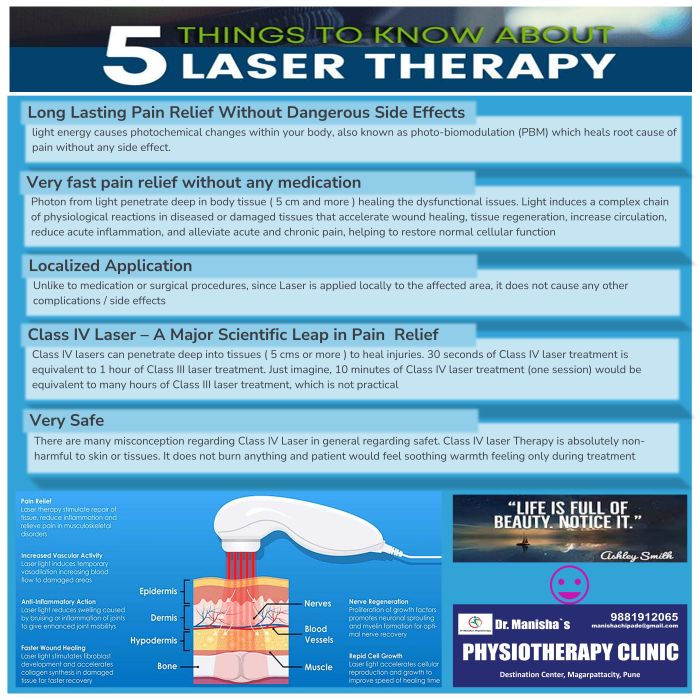 5 THINGS TO KNOW ABOUT
LASER THERAPY
Long Lasting Pain Relief Without Dangerous Side Effects
light energy causes photochemical changes within your body, also known as photo-biomodulation (PBM) which heals root cause of
pain without any side effect.
Very fast pain relief without any medication
Photon from light penetrate deep in body tissue ( 5 cm and more ) healing the dysfunctional issues. Light induces a complex chain
of physiological reactions in diseased or damaged tissues that accelerate wound healing, tissue regeneration, increase circulation,
reduce acute inflammation, and alleviate acute and chronic pain, helping to restore normal cellular function
Localized Application
Unlike to medication or surgical procedures, since Laser is applied locally to the affected area, it does not cause any other
complications / side effects
Class IV Laser – A Major Scientific Leap in Pain Relief
Class IV lasers can penetrate deep into tissues ( 5 cms or more ) to heal injuries. 30 seconds of Class IV laser treatment is
equivalent to 1 hour of Class III laser treatment. Just imagine, 10 minutes of Class IV laser treatment (one session) would be
equivalent to many hours of Class III laser treatment, which is not practical
Very Safe
There are many misconception regarding Class IV Laser in general regarding safet. Class IV laser Therapy is absolutely non-
harmful to skin or tissues. It does not burn anything and patient would feel soothing warmth feeling only during treatment
Pain Relief
Laser therapy stimulate repair of
tissue, reduce inflammation and
relieve pain in musculoskeletal
disorders
Increased Vascular Activity
Laser light induces temporary
vasodilation increasing blood
flow to damaged areas
Anti-Inflammatory Action
Laser light reduces swelling caused
by bruising or inflammation of joints
to give enhanced joint mobility
Faster Wound Healing
Laser light stimulates fibroblast
development and accelerates
collagen synthesis in damaged
tissue for faster recovery
Epidermis
Dermis
Hypodermis
Bone
Nerves
Blood
Vessels
Muscle
Nerve Regeneration
Proliferation of growth factors
promotes neuronal sprouting
and myelin formation for opti-
mal nerve recovery
Repid Cell Growth
Laser light accelerates cellular
reproduction and growth to
improve speed of healing time
“LIFE IS FULL OF
BEAUTY. NOTICE IT.”
Ashley Smith
Dr. Manisha`s
9881912065
manishachipade@gmail.com
PHYSIOTHERAPY CLINIC
Destination Center, Magarpattacity, Pune